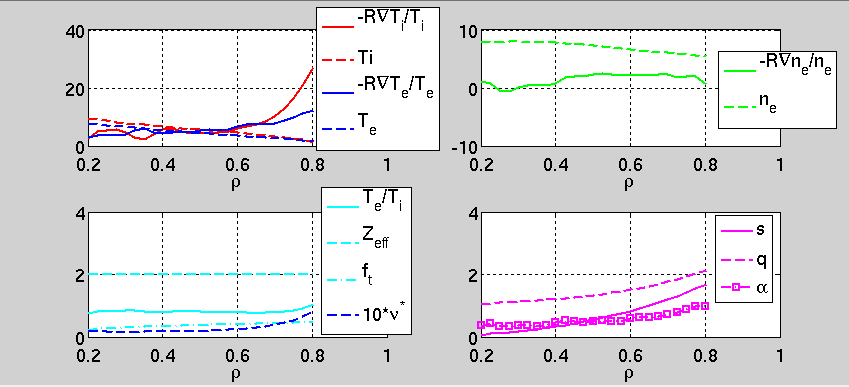 40
20
0
0.2 0.4 0.6 0.8 1
ρ
-R∇T_i/T_i
Ti
-R∇T_e/T_e
T_e
10
0
-10
0.2 0.4 0.6 0.8 1
ρ
-R∇n_e/n_e
n_e
4
2
0
0.2 0.4 0.6 0.8 1
ρ
T_e/T_i
Z_eff
f_t
10*ν^*
4
2
0
0.2 0.4 0.6 0.8 1
ρ
s
q
α